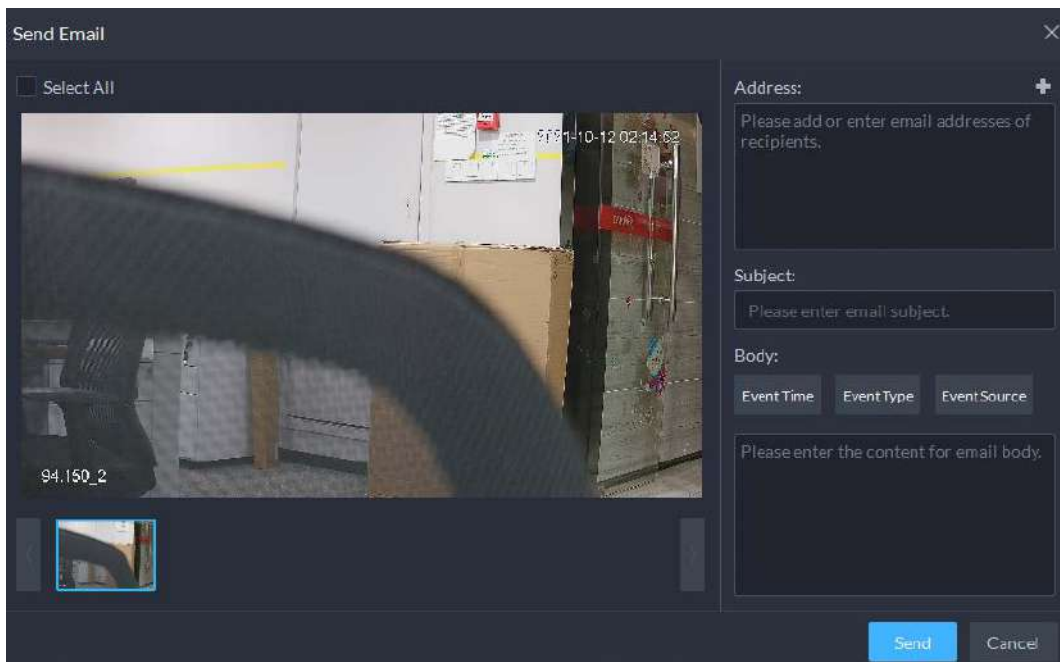 Send Email
Select All
94.150_2
Address:
Please add or enter email addresses of
recipients.
Subject:
Please enter email subject.
Body:
Event Time
Event Type
Event Source
Please enter the content for email body.
Send
Cancel